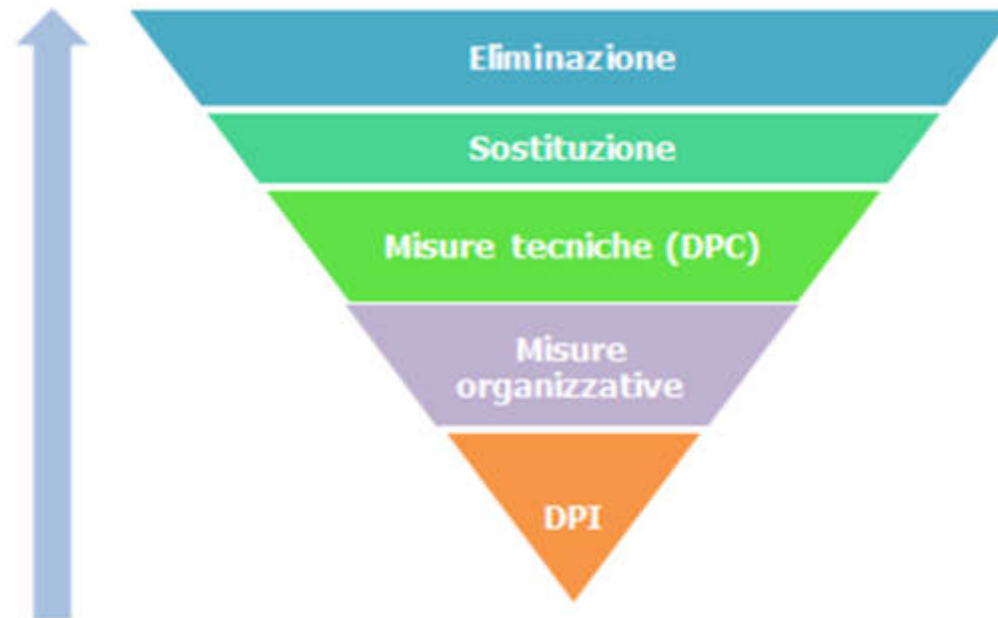 Eliminazione
Sostituzione
Misure tecniche (DPC)
Misure
organizzative
DPI